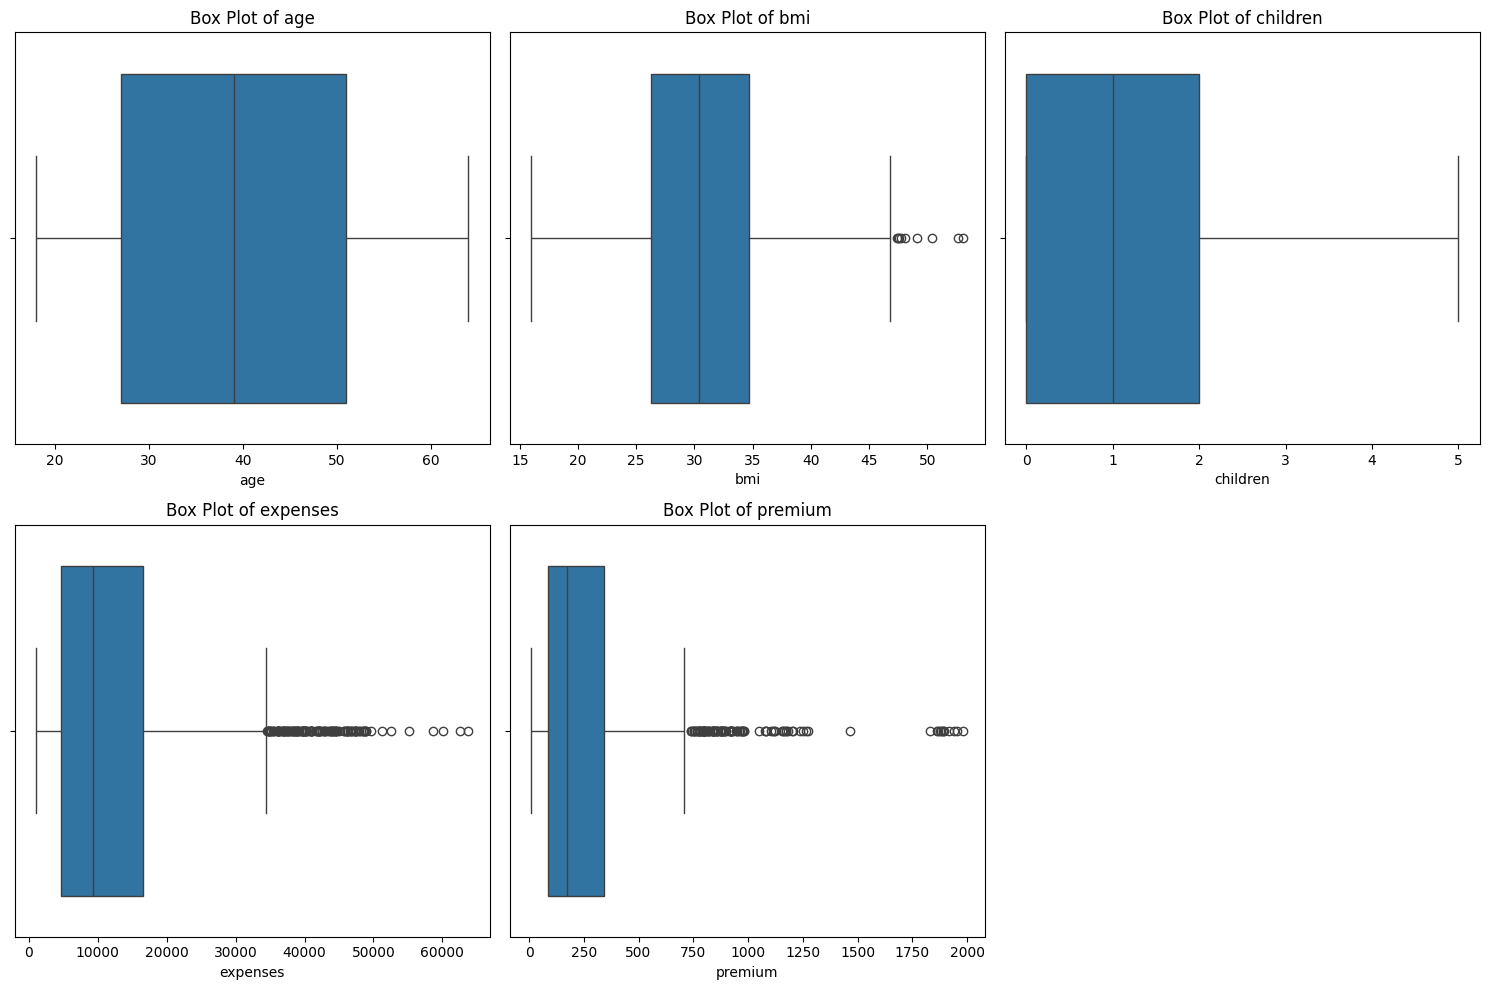 Box Plot of age
Box Plot of bmi
Box Plot of children
20 30 40 50 60
15 20 25 30 35 40 45 50
0 1 2 3 4 5
age
bmi
children
Box Plot of expenses
Box Plot of premium
0 10000 20000 30000 40000 50000 60000
0 250 500 750 1000 1250 1500 1750 2000
expenses
premium